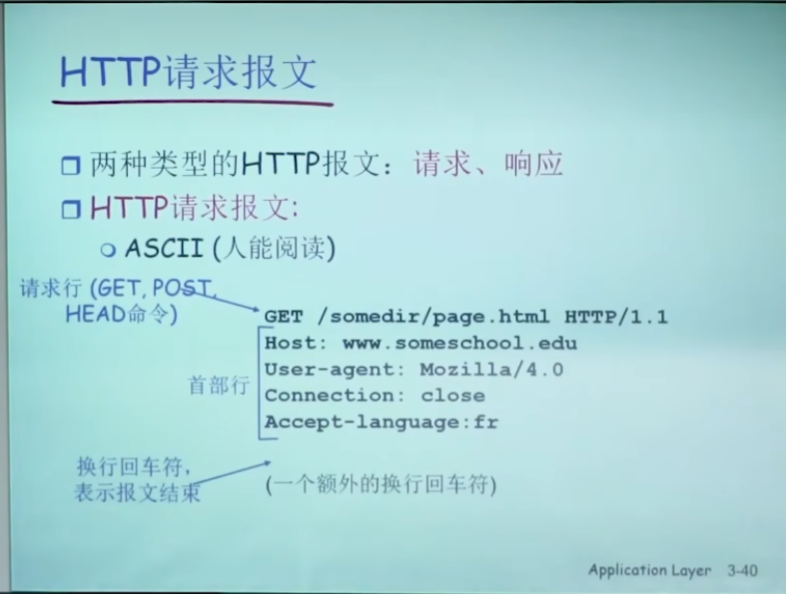 HTTP请求报文
两种类型的HTTP报文：请求、响应
HTTP请求报文:
ASCII (人能阅读)
请求行 (GET, POST,
HEAD命令)
GET /somedir/page.html HTTP/1.1
Host: www.someschool.edu
User-agent: Mozilla/4.0
Connection: close
Accept-language:fr
首部行
换行回车符，
表示报文结束
(一个额外的换行回车符)
Application Layer 3-40